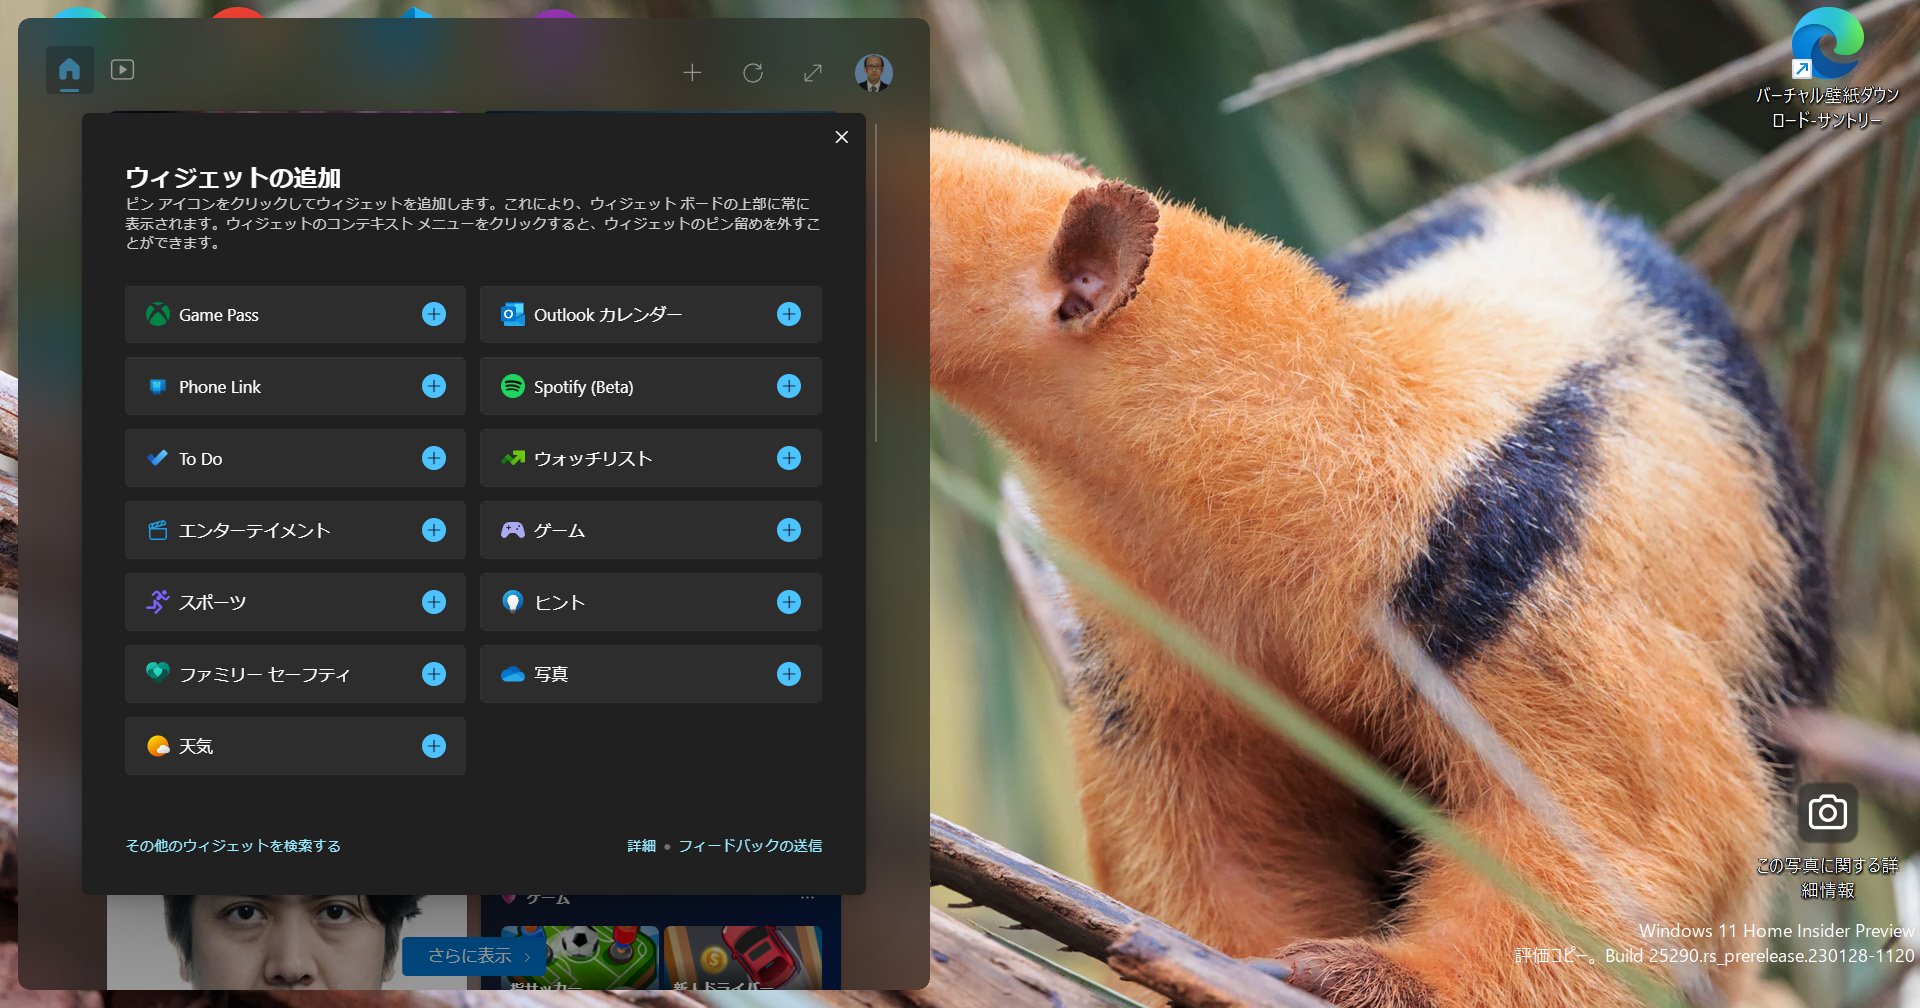 ウィジェットの追加
ピン アイコンをクリックしてウィジェットを追加します。これにより、ウィジェット ボードの上部に常に
表示されます。ウィジェットのコンテキスト メニューをクリックすると、ウィジェットのピン留めを外すこ
とができます。
Game Pass
Outlook カレンダー
Phone Link
Spotify (Beta)
To Do
ウォッチリスト
エンターテイメント
ゲーム
スポーツ
ヒント
ファミリー セーフティ
写真
天気
その他のウィジェットを検索する
詳細 • フィードバックの送信
ゲーム
さらに表示
指サッカー
新人ドライバー
バーチャル壁紙ダウン
ロード-サントリー
この写真に関する詳
細情報
Windows 11 Home Insider Preview
評価コピー。 Build 25290.rs_prerelease.230128-1120